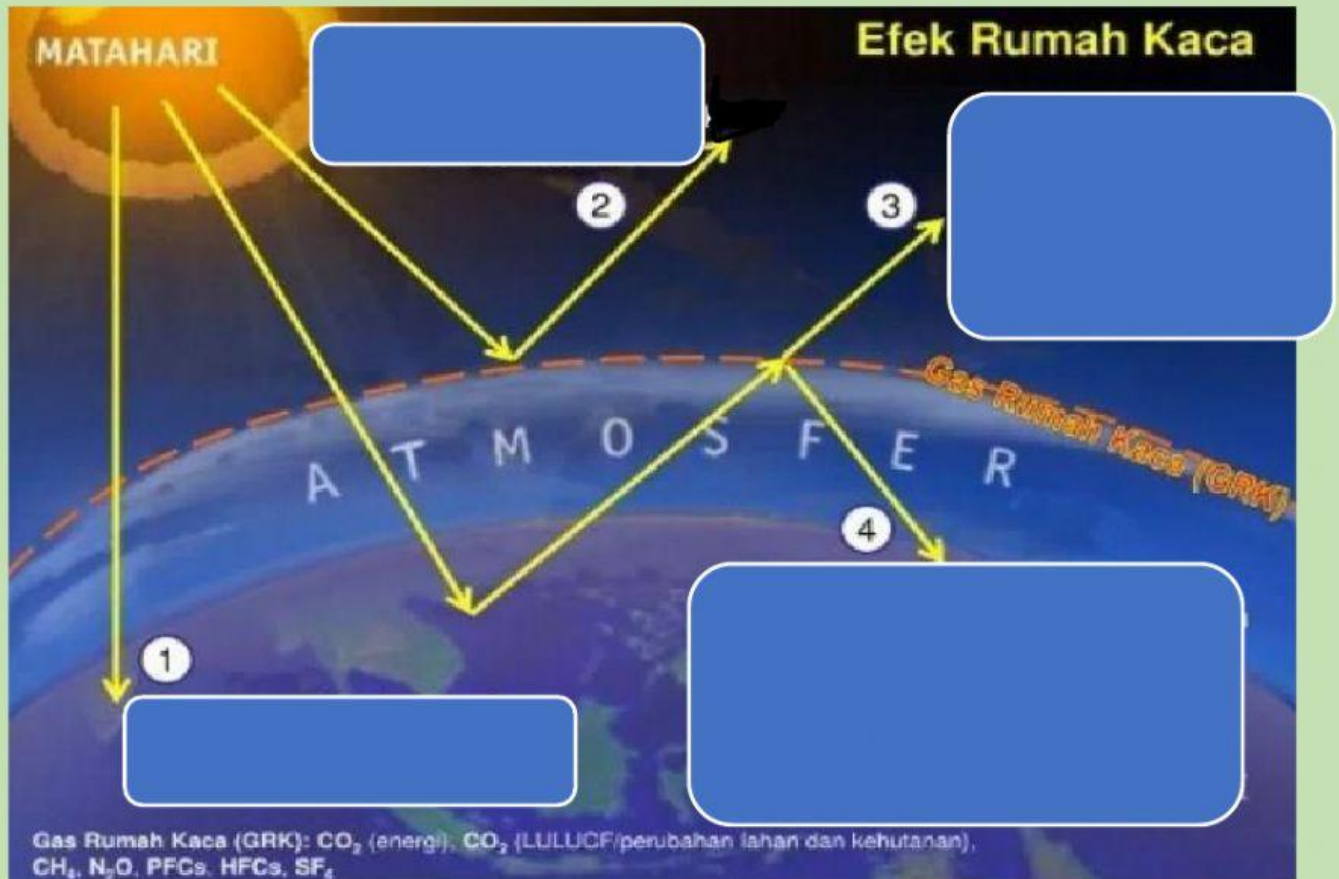 MATAHARI
Efek Rumah Kaca
2
3
Gas Rumah Kaca (GRK)
ATMOSFER
4
1
Gas Rumah Kaca (GRK): CO₂ (energi), CO₂ (LULUCF/perubahan lahan dan kehutanan),
CH₄, N₂O, PFCs, HFCs, SF₄